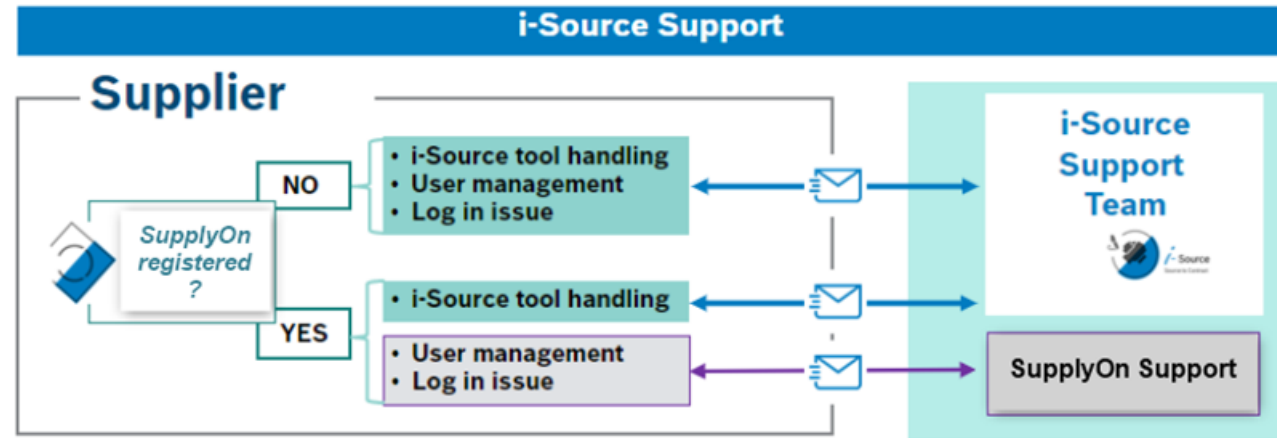 i-Source Support
Supplier
SupplyOn
registered
?
NO
• i-Source tool handling
• User management
• Log in issue
YES
• i-Source tool handling
• User management
• Log in issue
i-Source
Support
Team
i-Source
SupplyOn Support